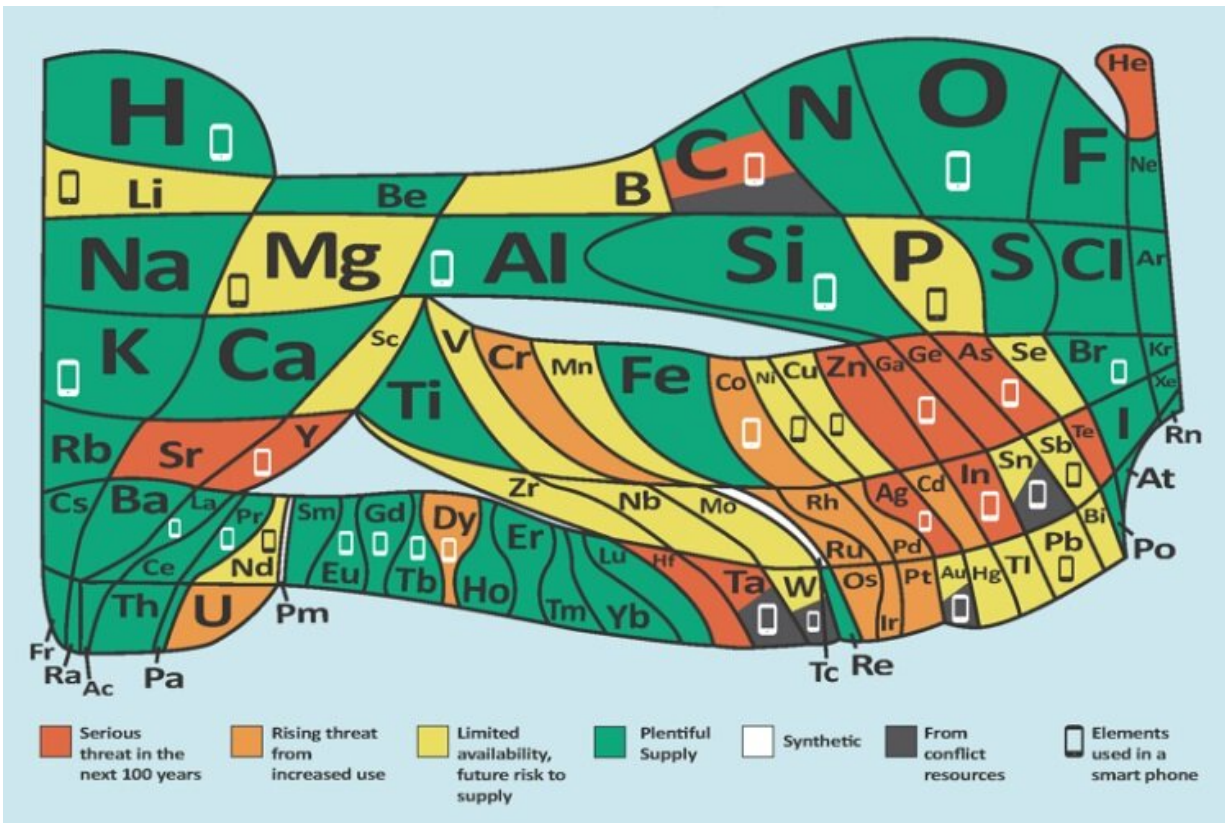 H
He
Li
Be
B
C
N
O
F
Ne
Na
Mg
Al
Si
P
S
Cl
Ar
K
Ca
Sc
Ti
V
Cr
Mn
Fe
Co
Ni
Cu
Zn
Ga
Ge
As
Se
Br
Kr
Rb
Sr
Y
Zr
Nb
Mo
Tc
Ru
Rh
Pd
Ag
Cd
In
Sn
Sb
Te
I
Xe
Cs
Ba
La
Ce
Pr
Nd
Pm
Sm
Eu
Gd
Tb
Dy
Ho
Er
Tm
Yb
Lu
Hf
Ta
W
Re
Os
Ir
Pt
Au
Hg
Tl
Pb
Bi
Po
At
Rn
Fr
Ra
Ac
Th
Pa
U
Serious
threat in the
next 100 years
Rising threat
from
increased use
Limited
availability,
future risk to
supply
Plentiful
Supply
Synthetic
From
conflict
resources
Elements
used in a
smart phone